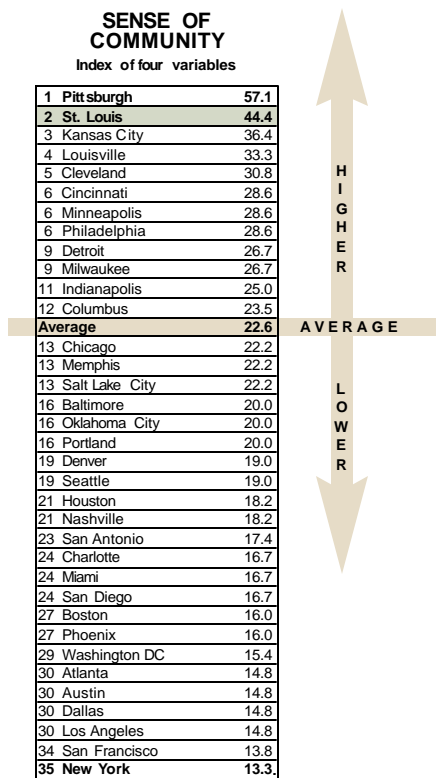 SENSE OF
COMMUNITY
Index of four variables
1 Pittsburgh 57.1
2 St. Louis 44.4
3 Kansas City 36.4
4 Louisville 33.3
5 Cleveland 30.8
6 Cincinnati 28.6
6 Minneapolis 28.6
6 Philadelphia 28.6
9 Detroit 26.7
9 Milwaukee 26.7
11 Indianapolis 25.0
12 Columbus 23.5
Average 22.6
13 Chicago 22.2
13 Memphis 22.2
13 Salt Lake City 22.2
16 Baltimore 20.0
16 Oklahoma City 20.0
16 Portland 20.0
19 Denver 19.0
19 Seattle 19.0
21 Houston 18.2
21 Nashville 18.2
23 San Antonio 17.4
24 Charlotte 16.7
24 Miami 16.7
24 San Diego 16.7
27 Boston 16.0
27 Phoenix 16.0
29 Washington DC 15.4
30 Atlanta 14.8
30 Austin 14.8
30 Dallas 14.8
30 Los Angeles 14.8
34 San Francisco 13.8
35 New York 13.3
HIGHER
AVERAGE
LOWER